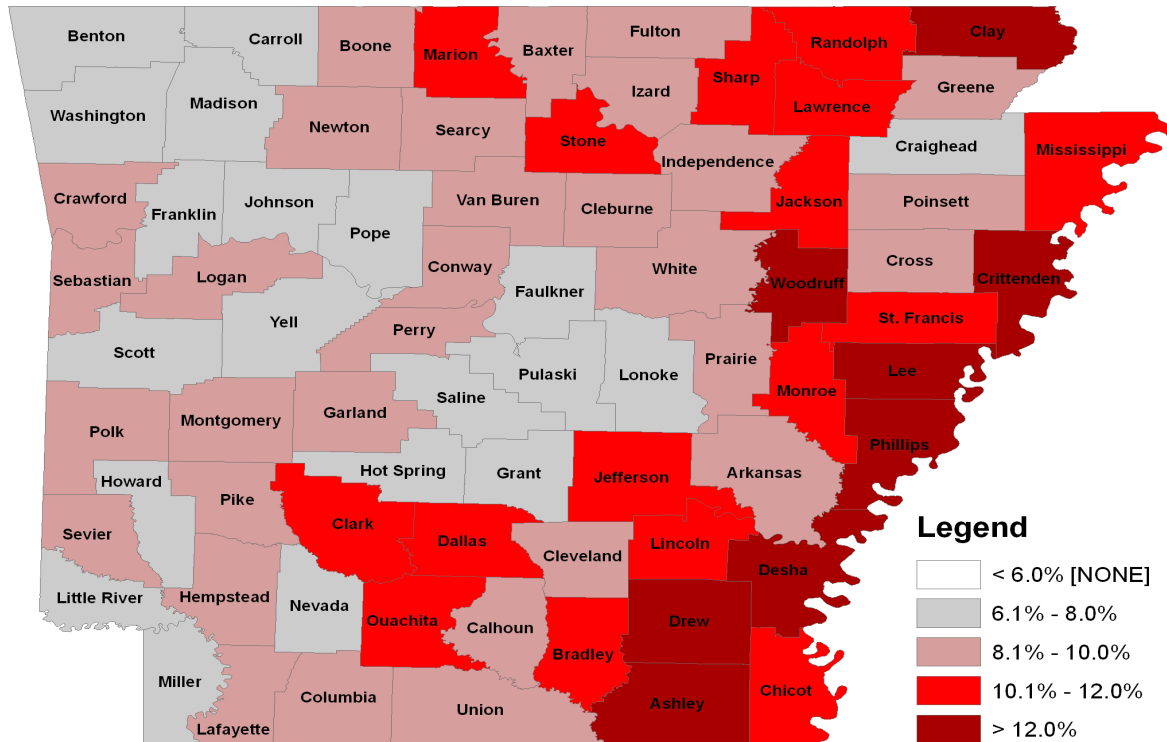 Benton
Carroll
Boone
Marion
Baxter
Fulton
Sharp
Randolph
Clay
Washington
Madison
Newton
Searcy
Stone
Izard
Lawrence
Greene
Independence
Craighead
Mississippi
Crawford
Franklin
Johnson
Pope
Van Buren
Cleburne
Jackson
Poinsett
Sebastian
Logan
Conway
Faulkner
White
Woodruff
Cross
Crittenden
Scott
Yell
Perry
Pulaski
Lonoke
Prairie
St. Francis
Lee
Monroe
Polk
Montgomery
Garland
Saline
Hot Spring
Grant
Jefferson
Arkansas
Phillips
Howard
Pike
Clark
Dallas
Cleveland
Lincoln
Desha
Sevier
Little River
Hempstead
Nevada
Ouachita
Calhoun
Bradley
Drew
Miller
Lafayette
Columbia
Union
Ashley
Chicot
Legend
< 6.0% [NONE]
6.1% - 8.0%
8.1% - 10.0%
10.1% - 12.0%
> 12.0%